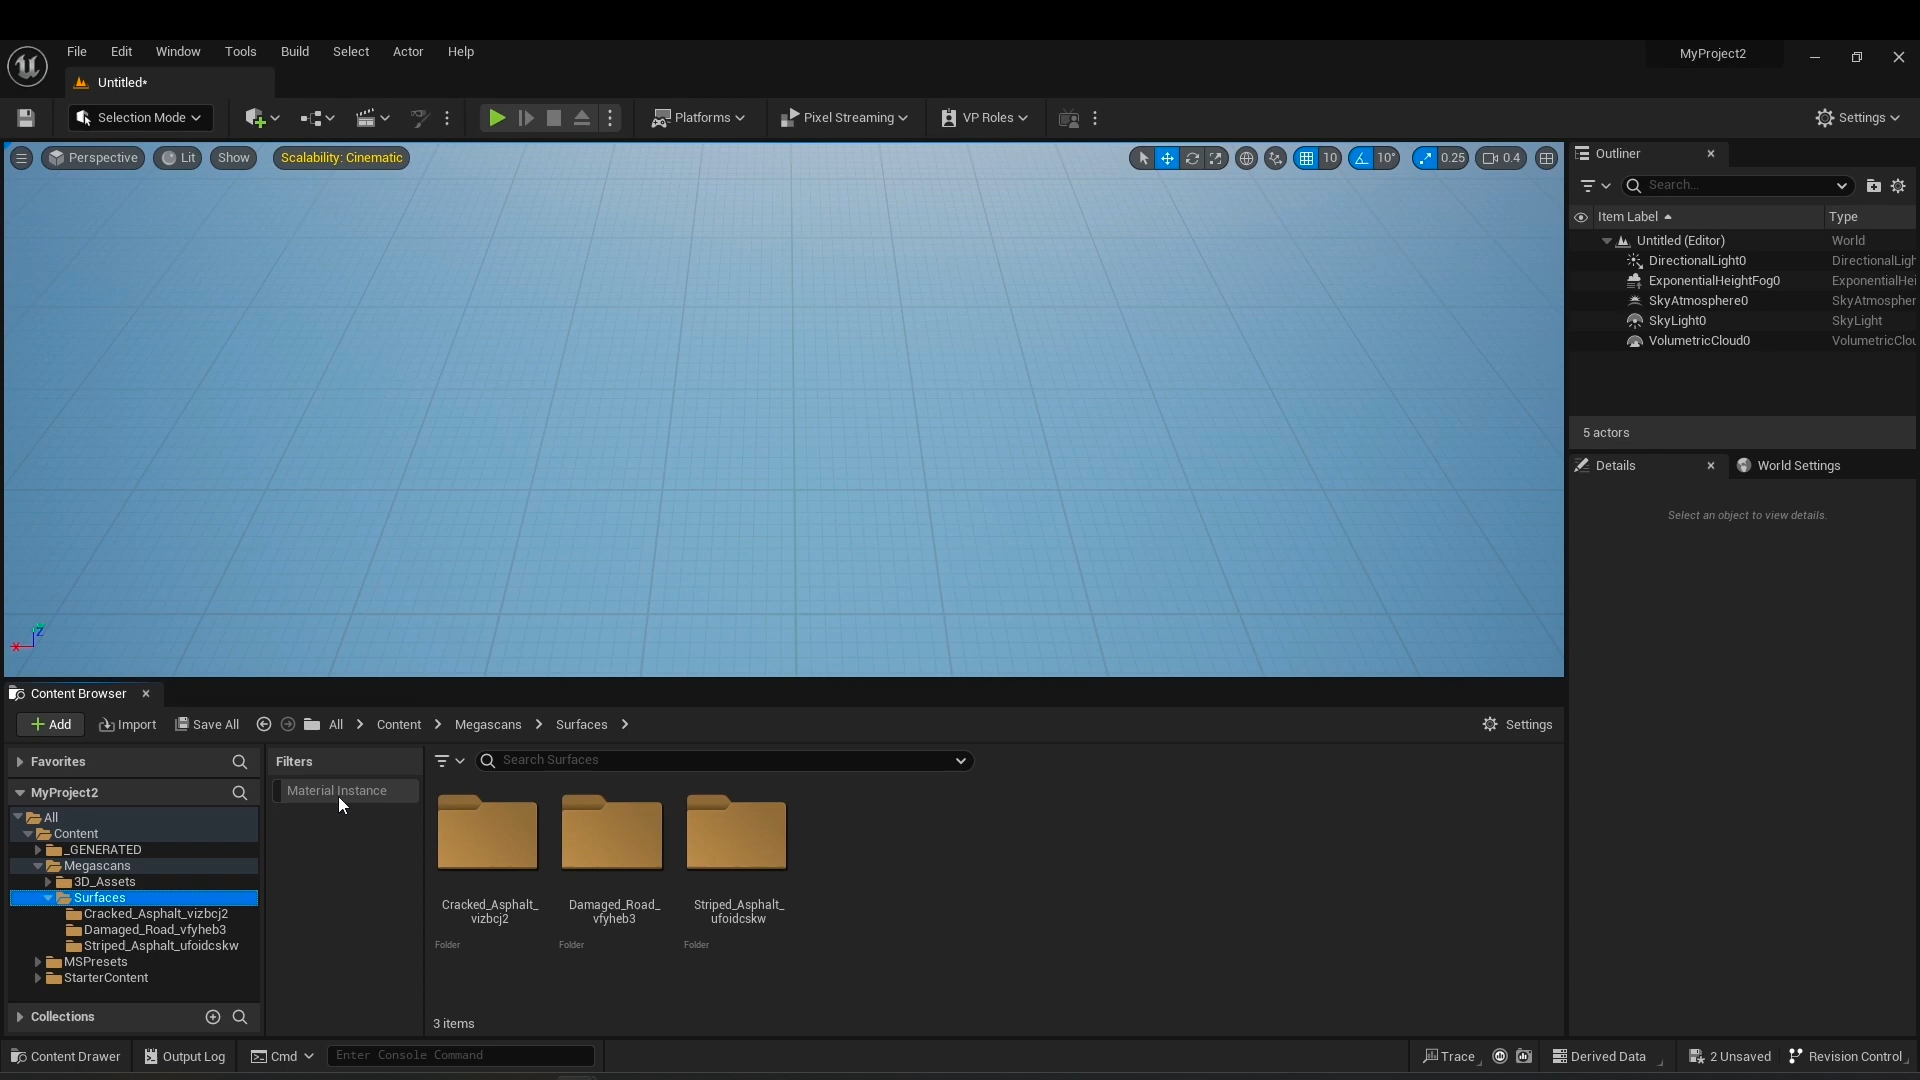 File Edit Window Tools Build Select Actor Help
MyProject2
Untitled*
Selection Mode
Platforms
Pixel Streaming
VP Roles
Settings
Perspective
Lit
Show
Scalability: Cinematic
10
10°
0.25
0.4
Outliner
Search...
Item Label
Type
Untitled (Editor) World
DirectionalLight0 DirectionalLigh
ExponentialHeightFog0 ExponentialHei
SkyAtmosphere0 SkyAtmospher
SkyLight0 SkyLight
VolumetricCloud0 VolumetricClou
5 actors
Details
World Settings
Select an object to view details.
X
Z
Content Browser
Add
Import
Save All
All
Content
Megascans
Surfaces
Settings
Favorites
MyProject2
All
Content
_GENERATED
Megascans
3D_Assets
Surfaces
Cracked_Asphalt_vizbcj2
Damaged_Road_vfyheb3
Striped_Asphalt_ufoidcskw
MSPresets
StarterContent
Collections
Filters
Material Instance
Search Surfaces
Cracked_Asphalt_
vizbcj2
Folder
Damaged_Road_
vfyheb3
Folder
Striped_Asphalt_
ufoidcskw
Folder
3 items
Content Drawer
Output Log
Cmd
Enter Console Command
Trace
Derived Data
2 Unsaved
Revision Control